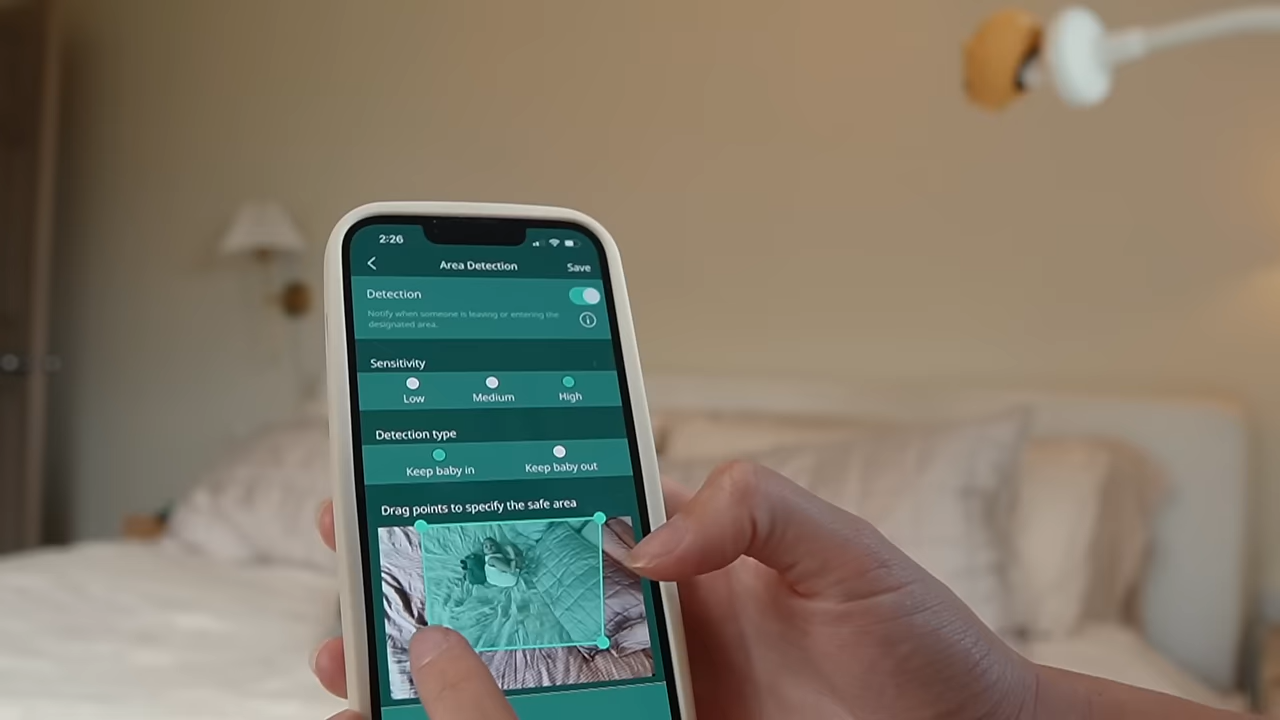 2:26
Area Detection
Save
Detection
Notify when someone is leaving or entering the
designated area.
Sensitivity
Low
Medium
High
Detection type
Keep baby in
Keep baby out
Drag points to specify the safe area